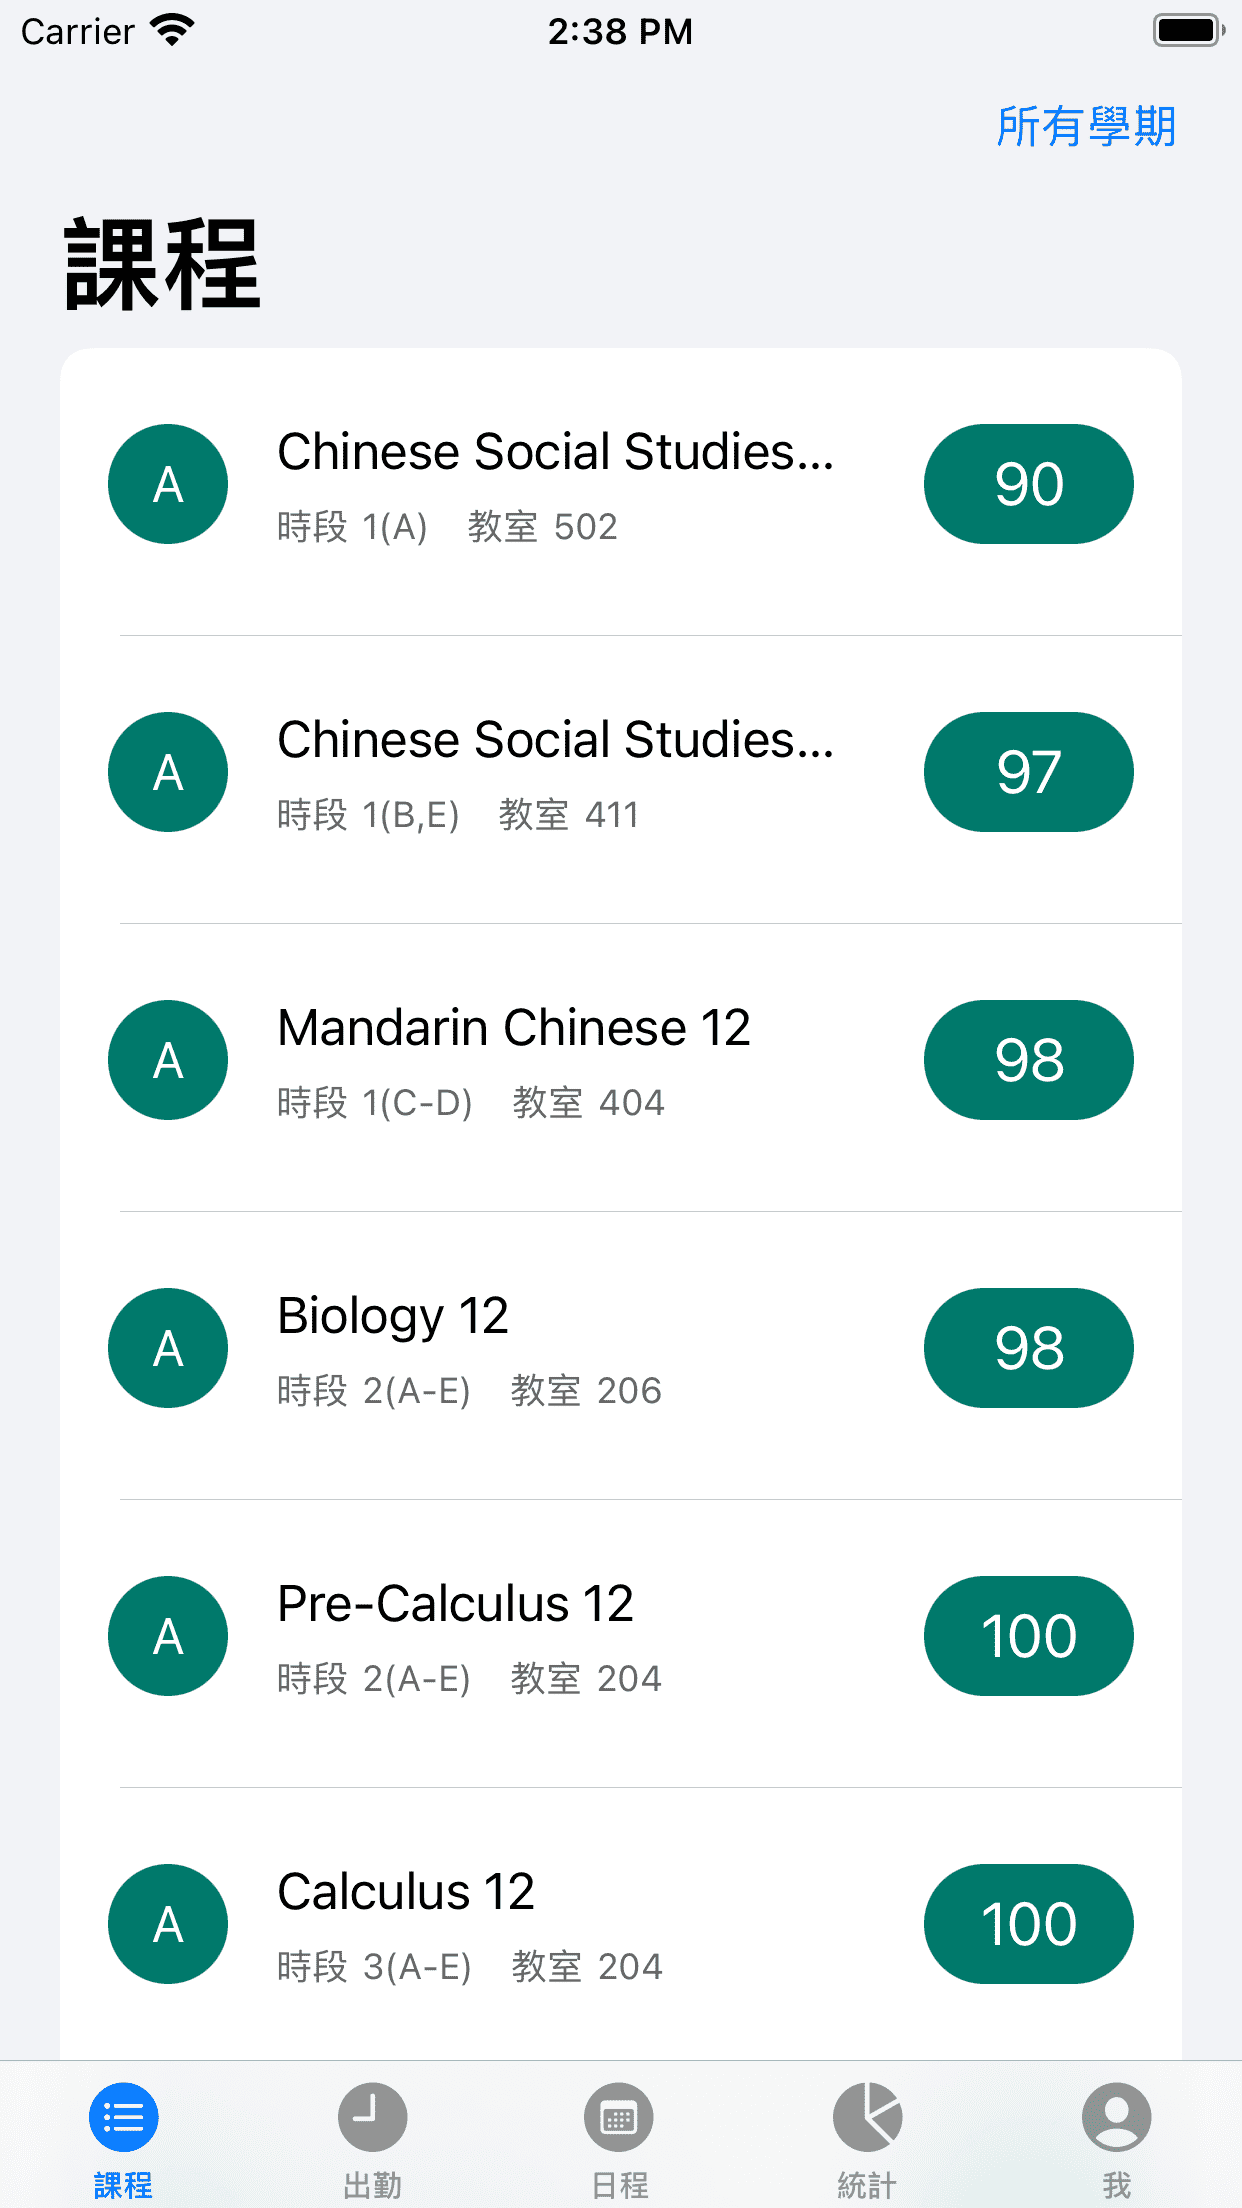 Carrier 2:38 PM
所有學期
課程
A Chinese Social Studies... 90
時段 1(A) 教室 502
A Chinese Social Studies... 97
時段 1(B,E) 教室 411
A Mandarin Chinese 12 98
時段 1(C-D) 教室 404
A Biology 12 98
時段 2(A-E) 教室 206
A Pre-Calculus 12 100
時段 2(A-E) 教室 204
A Calculus 12 100
時段 3(A-E) 教室 204
課程 出勤 日程 統計 我